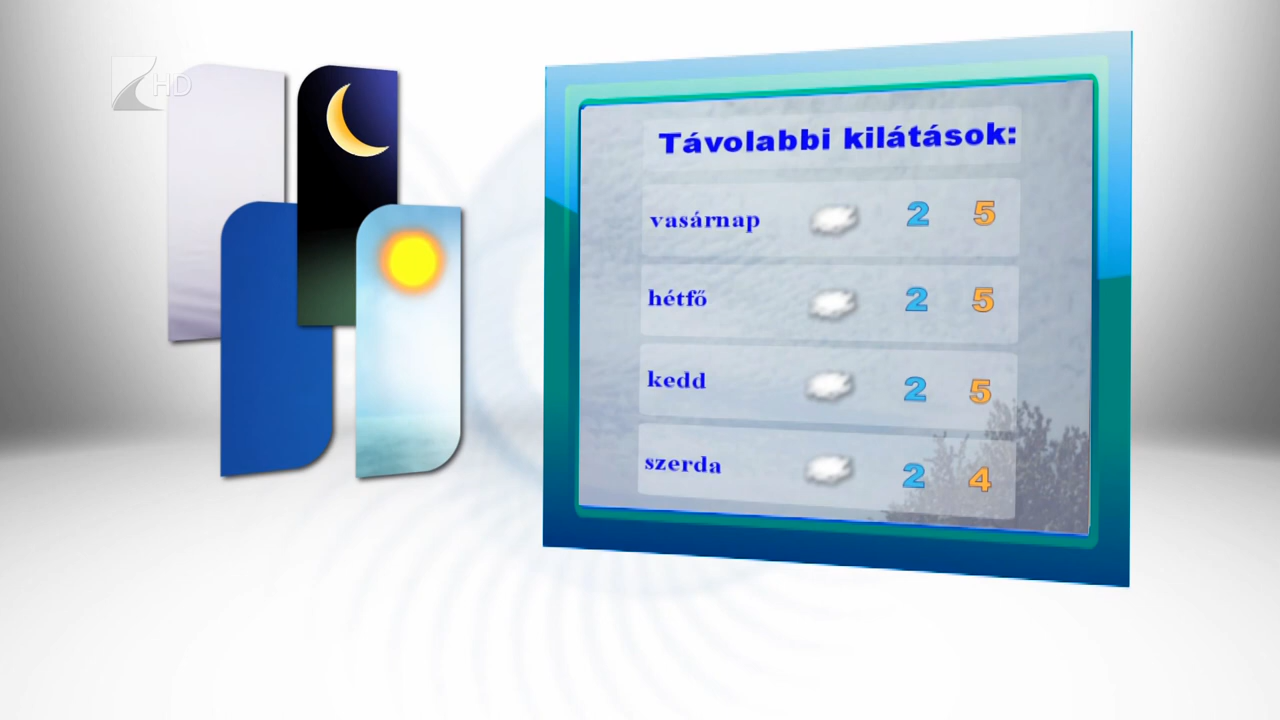 HD
Távolabbi kilátások:
vasárnap 2 5
hétfő 2 5
kedd 2 5
szerda 2 4